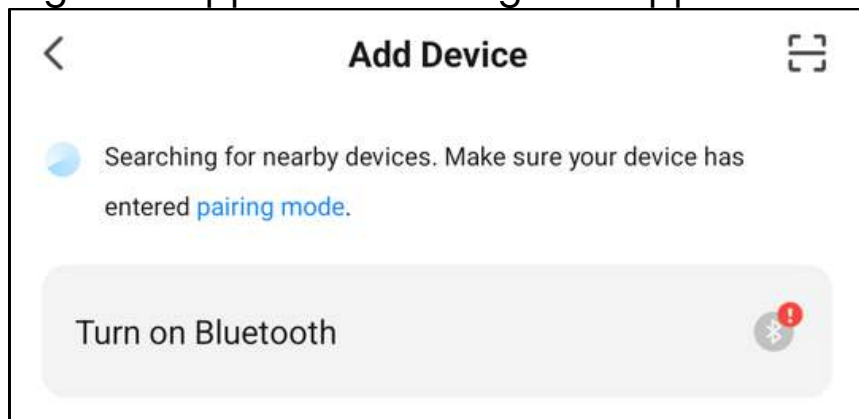 Add Device
Searching for nearby devices. Make sure your device has
entered pairing mode.
Turn on Bluetooth